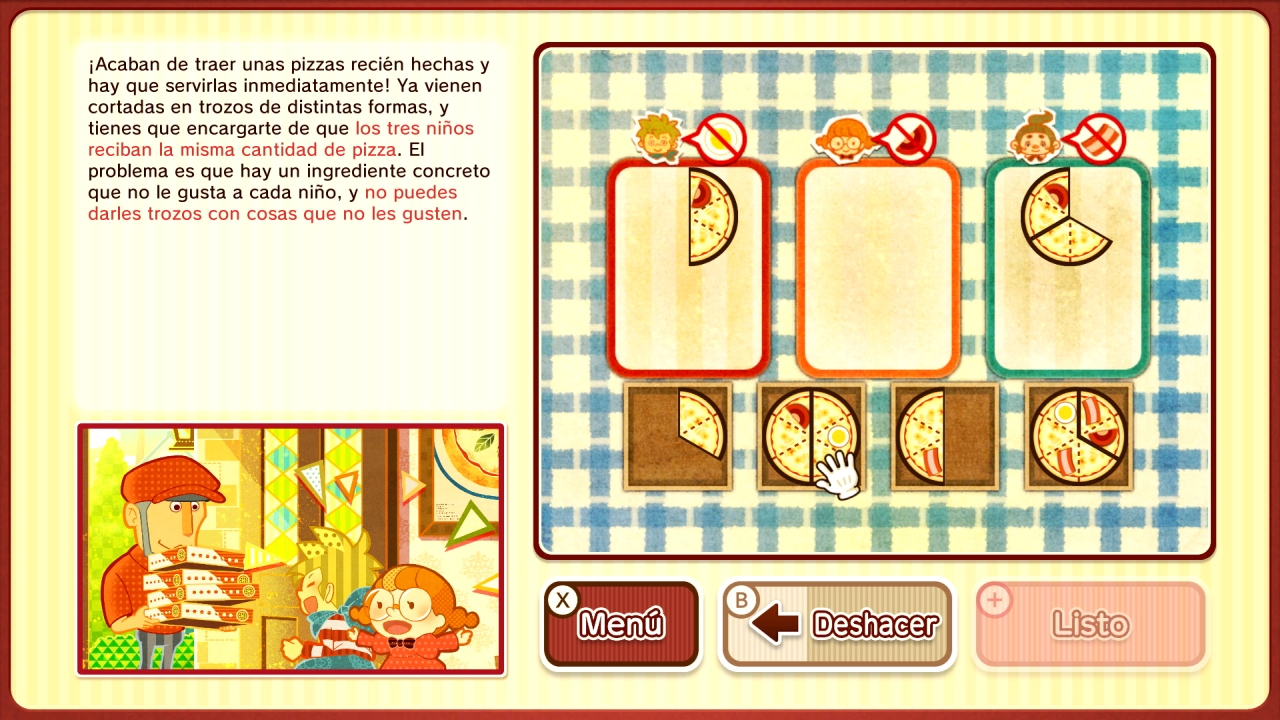 ¡Acaban de traer unas pizzas recién hechas y
hay que servirlas inmediatamente! Ya vienen
cortadas en trozos de distintas formas, y
tienes que encargarte de que los tres niños
reciban la misma cantidad de pizza. El
problema es que hay un ingrediente concreto
que no le gusta a cada niño, y no puedes
darles trozos con cosas que no les gusten.
X Menú
B Deshacer
+ Listo